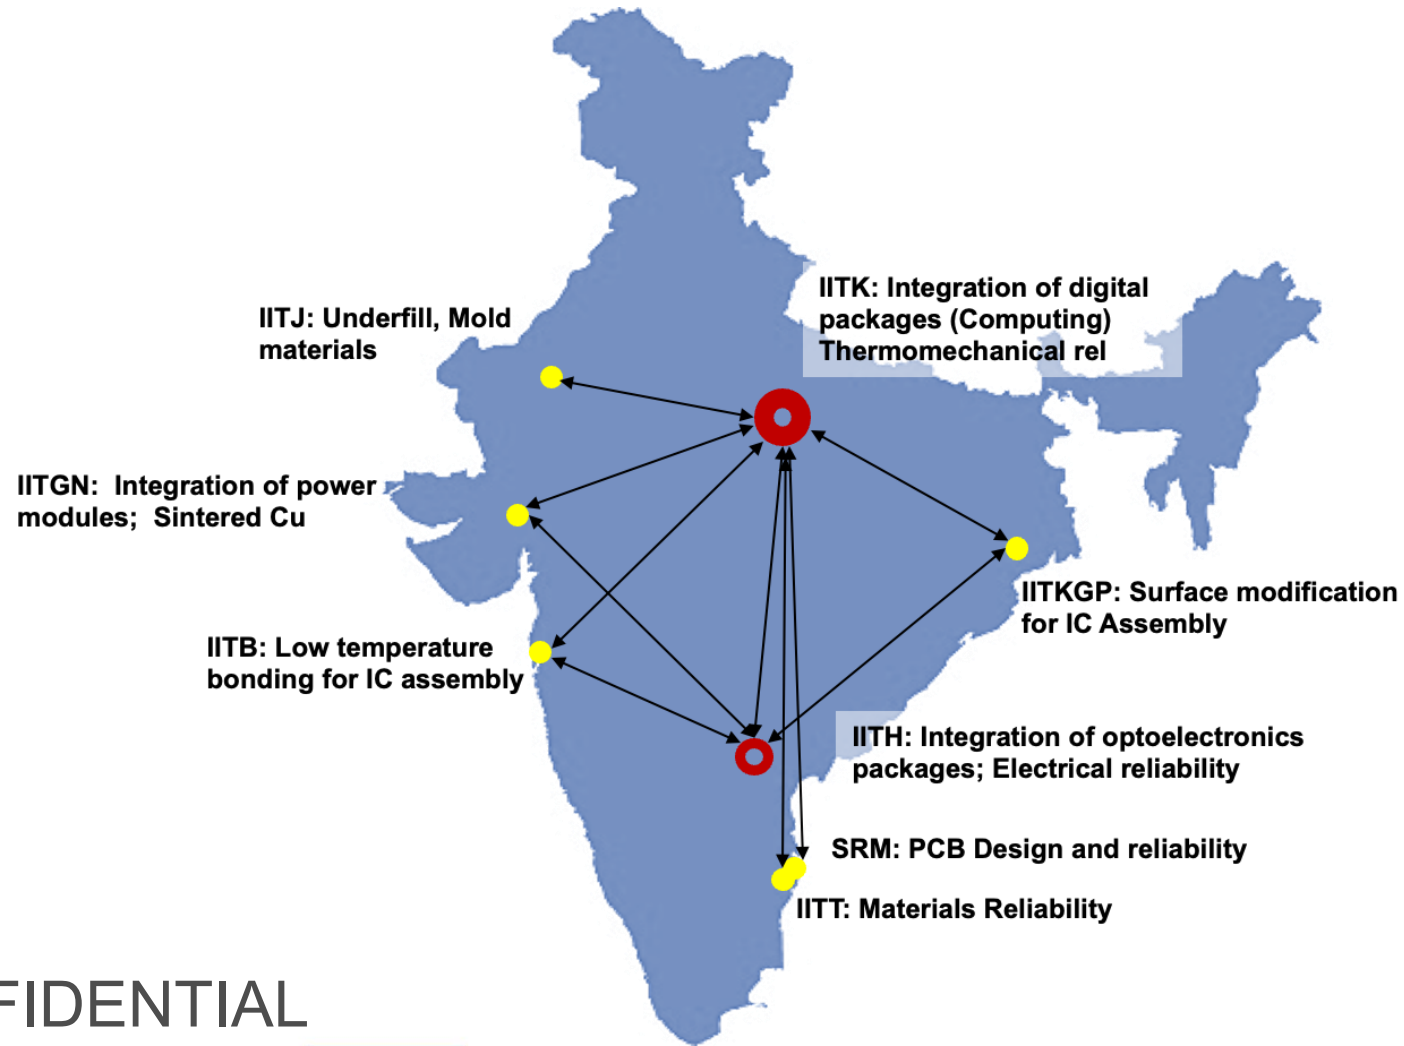 IITK: Integration of digital
packages (Computing)
Thermomechanical rel
IITJ: Underfill, Mold
materials
IITGN:  Integration of power
modules;  Sintered Cu
IITKGP: Surface modification
for IC Assembly
IITB: Low temperature
bonding for IC assembly
IITH: Integration of optoelectronics
packages; Electrical reliability
SRM: PCB Design and reliability
IITT: Materials Reliability
FIDENTIAL